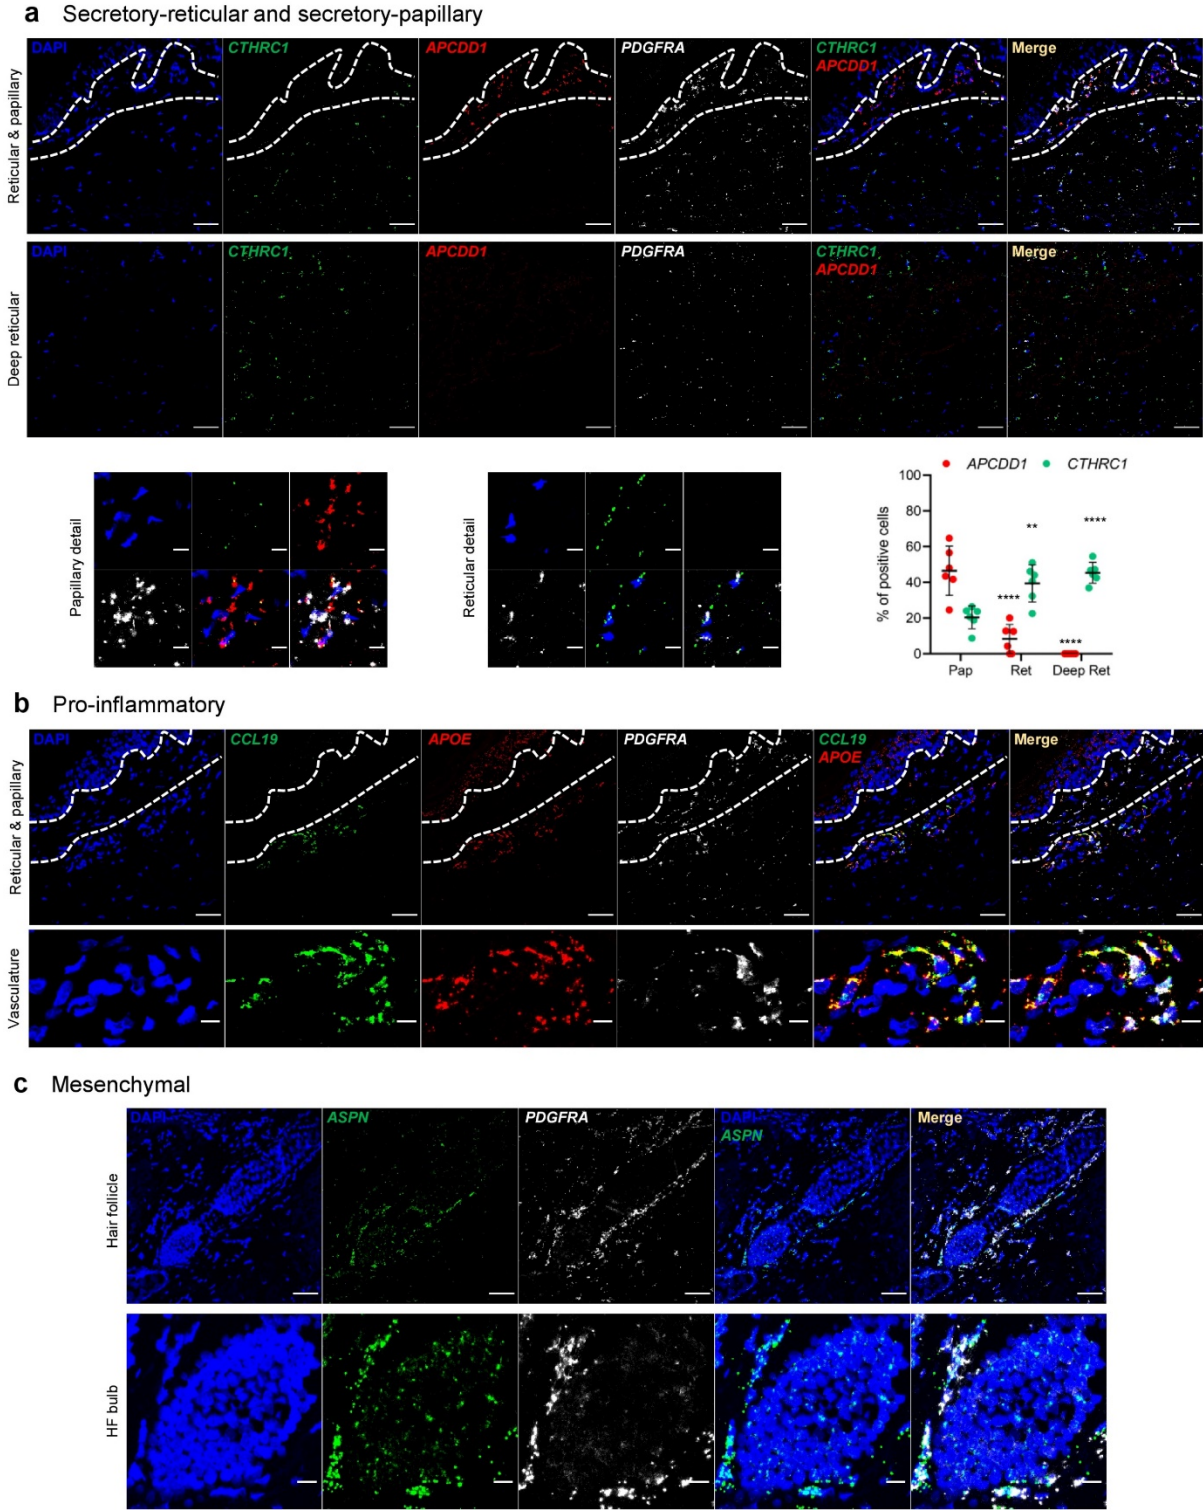 a Secretory-reticular and secretory-papillary
Reticular & papillary
DAPI CTHRC1 APCDD1 PDGFRA CTHRC1 Merge
APCDD1
Deep reticular
DAPI CTHRC1 APCDD1 PDGFRA CTHRC1 Merge
APCDD1
Papillary detail
Reticular detail
APCDD1 CTHRC1
% of positive cells
100
80
60
40
20
0
**
****
****
****
Pap Ret Deep Ret
b Pro-inflammatory
Reticular & papillary
DAPI CCL19 APOE PDGFRA CCL19 Merge
APOE
Vasculature
c Mesenchymal
Hair follicle
DAPI ASPN PDGFRA DAPI Merge
ASPN
HF bulb